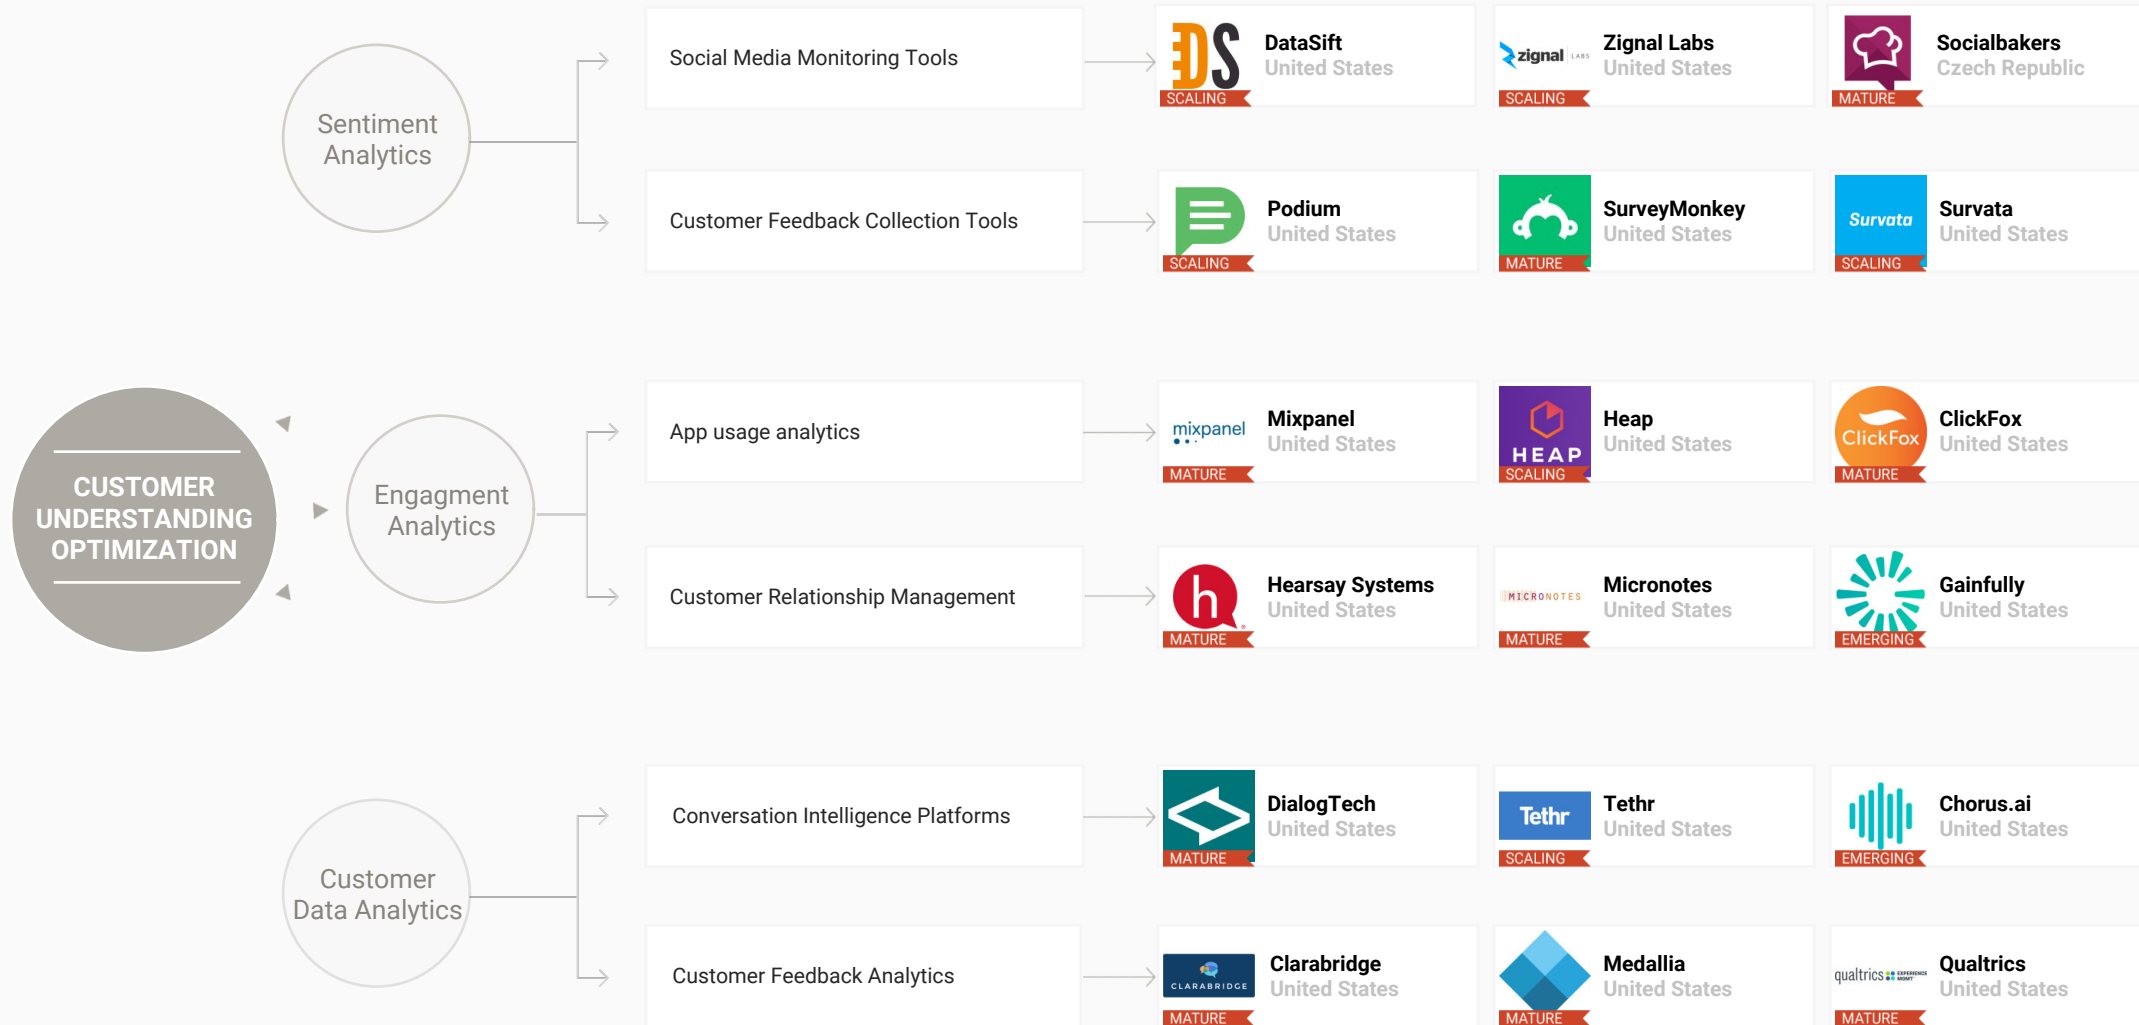 Sentiment
Analytics
Social Media Monitoring Tools
DS
SCALING
DataSift
United States
zignal LABS
SCALING
Zignal Labs
United States
MATURE
Socialbakers
Czech Republic
Customer Feedback Collection Tools
SCALING
Podium
United States
MATURE
SurveyMonkey
United States
Survata
SCALING
Survata
United States
CUSTOMER
UNDERSTANDING
OPTIMIZATION
Engagment
Analytics
App usage analytics
mixpanel
MATURE
Mixpanel
United States
HEAP
SCALING
Heap
United States
ClickFox
MATURE
ClickFox
United States
Customer Relationship Management
h
MATURE
Hearsay Systems
United States
MICRONOTES
MATURE
Micronotes
United States
EMERGING
Gainfully
United States
Customer
Data Analytics
Conversation Intelligence Platforms
MATURE
DialogTech
United States
Tethr
SCALING
Tethr
United States
EMERGING
Chorus.ai
United States
Customer Feedback Analytics
CLARABRIDGE
MATURE
Clarabridge
United States
MATURE
Medallia
United States
qualtrics EXPERIENCE
MGMT
MATURE
Qualtrics
United States